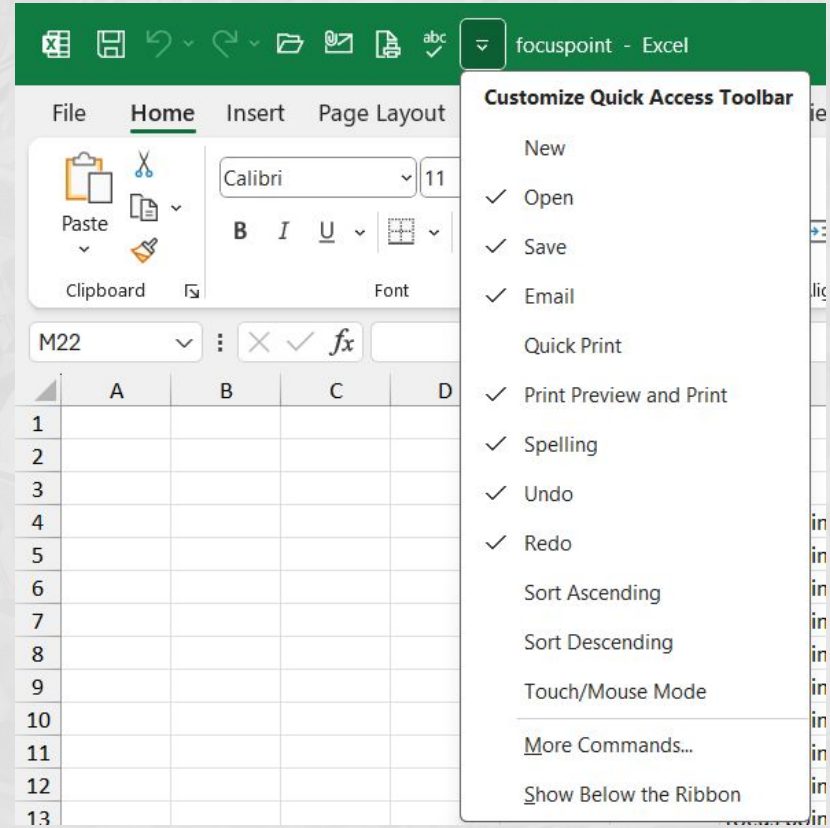 abc
focuspoint - Excel
Customize Quick Access Toolbar
File Home Insert Page Layout
New
Calibri 11
Open
Paste
B I U
Save
Clipboard Font
Email
M22 fx
Quick Print
A B C D
Print Preview and Print
1
Spelling
2
Undo
3
Redo
4
5
Sort Ascending
6
Sort Descending
7
8
Touch/Mouse Mode
9
10
More Commands...
11
Show Below the Ribbon
12
13